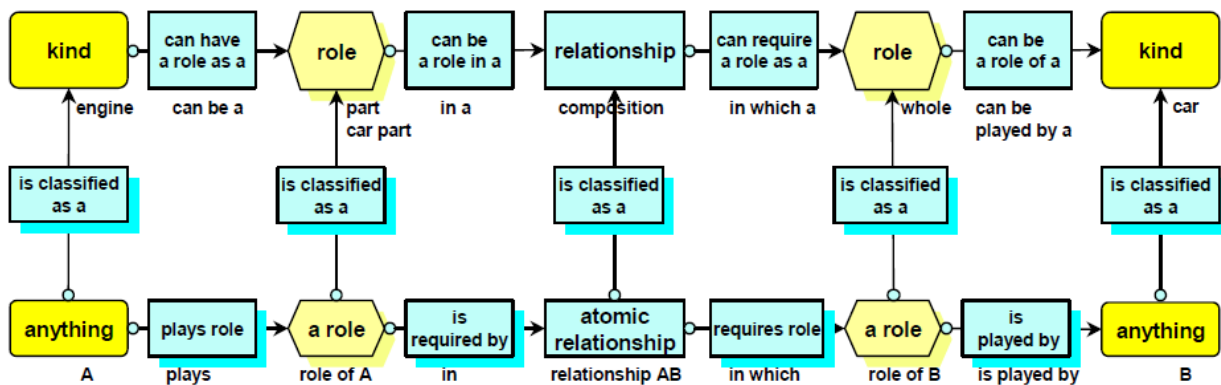 kind
can have
a role as a
role
can be
a role in a
relationship
can require
a role as a
role
can be
a role of a
kind
engine
can be a
part
car part
in a
composition
in which a
whole
can be
played by a
car
is classified
as a
is classified
as a
is classified
as a
is classified
as a
is classified
as a
anything
plays role
a role
is
required by
atomic
relationship
requires role
a role
is
played by
anything
A
plays
role of A
in
relationship AB
in which
role of B
is played by
B